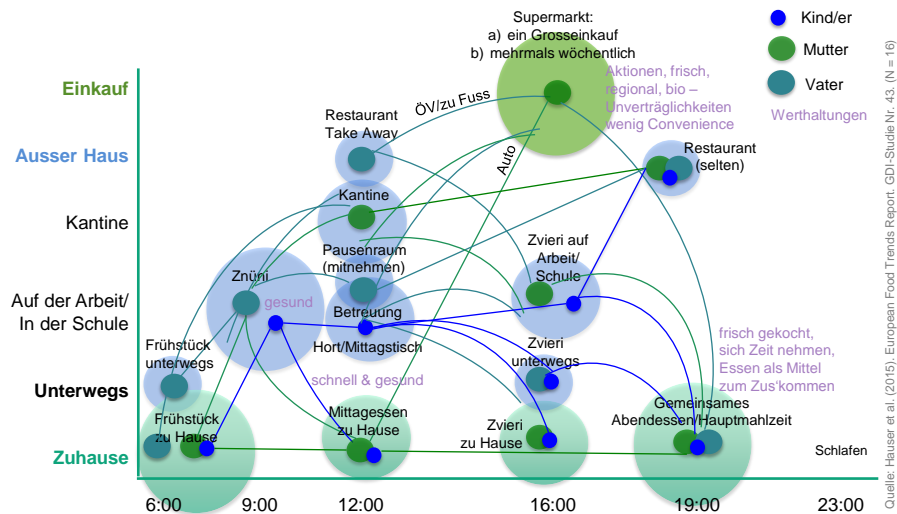 Supermarkt:
a) ein Grosseinkauf
b) mehrmals wöchentlich
Kind/er
Mutter
Vater
Werthaltungen
Einkauf
Ausser Haus
Kantine
Auf der Arbeit/
In der Schule
Unterwegs
Zuhause
ÖV/zu Fuss
Auto
Aktionen, frisch,
regional, bio –
Unverträglichkeiten
wenig Convenience
Restaurant
Take Away
Restaurant
(selten)
Kantine
Pausenraum
(mitnehmen)
Zvieri auf
Arbeit/
Schule
Znüni
gesund
Betreuung
Hort/Mittagstisch
Frühstück
unterwegs
schnell & gesund
Zvieri
unterwegs
frisch gekocht,
sich Zeit nehmen,
Essen als Mittel
zum Zus‘kommen
Frühstück
zu Hause
Mittagessen
zu Hause
Zvieri
zu Hause
Gemeinsames
Abendessen/Hauptmahlzeit
Schlafen
6:00
9:00
12:00
16:00
19:00
23:00
Quelle: Hauser et al. (2015). European Food Trends Report. GDI-Studie Nr. 43. (N = 16)